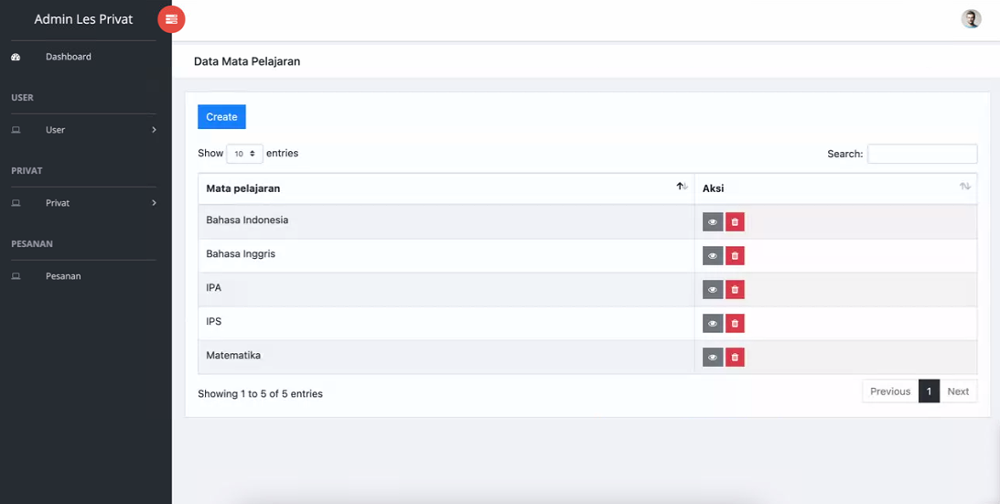 Admin Les Privat
Dashboard
USER
User
PRIVAT
Privat
PESANAN
Pesanan
Data Mata Pelajaran
Create
Show 10 entries
Search:
Mata pelajaran Aksi
Bahasa Indonesia
Bahasa Inggris
IPA
IPS
Matematika
Showing 1 to 5 of 5 entries
Previous 1 Next